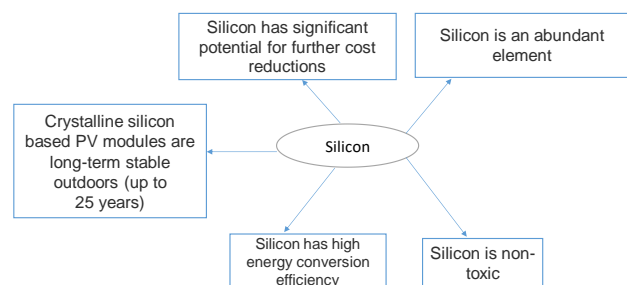 Silicon has significant
potential for further cost
reductions
Silicon is an abundant
element
Crystalline silicon
based PV modules are
long-term stable
outdoors (up to
25 years)
Silicon
Silicon has high
energy conversion
efficiency
Silicon is non-
toxic